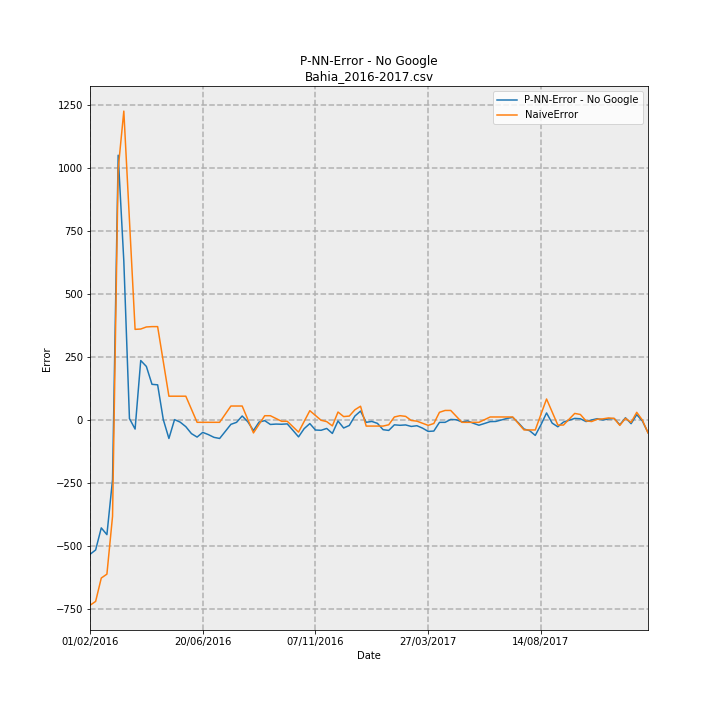 P-NN-Error - No Google
Bahia_2016-2017.csv
P-NN-Error - No Google
NaiveError
1250
1000
750
500
250
0
−250
−500
−750
Error
01/02/2016
20/06/2016
07/11/2016
27/03/2017
14/08/2017
Date